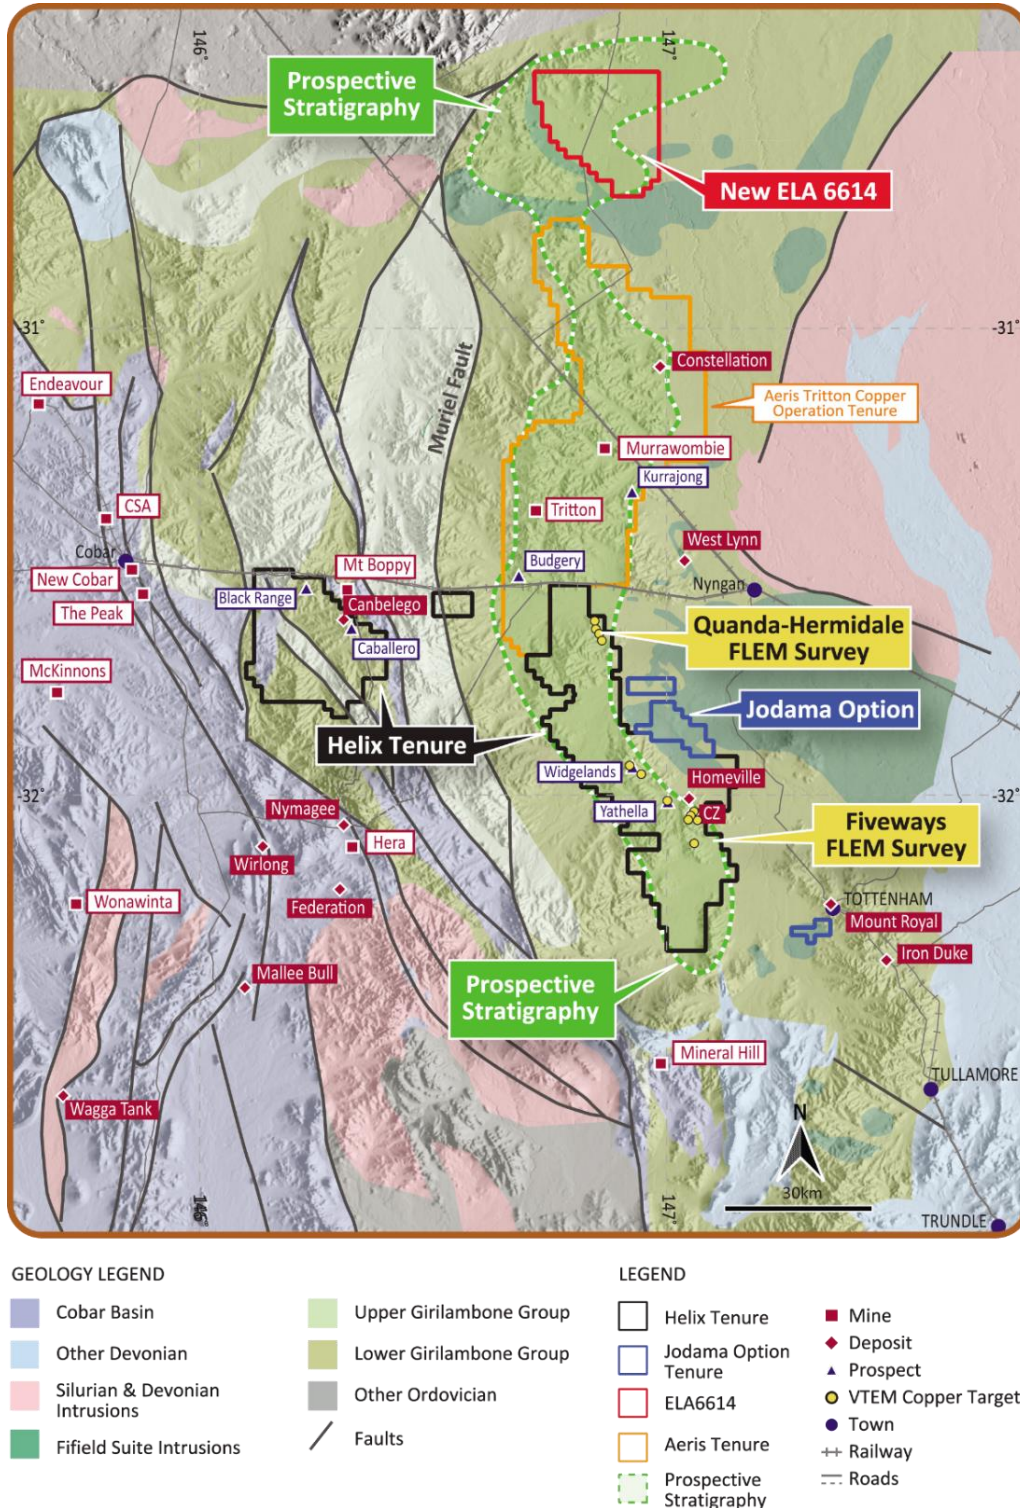 146°
147°
Prospective
Stratigraphy
New ELA 6614
-31°
-31°
Muriel Fault
Constellation
Endeavour
Aeris Tritton Copper
Operation Tenure
Murrawombie
Kurrajong
CSA
Tritton
Cobar
West Lynn
New Cobar
Mt Boppy
Budgery
Nyngan
Black Range
The Peak
Canbelego
Quanda-Hermidale
FLEM Survey
Caballero
McKinnons
Jodama Option
Helix Tenure
Widgelands
Homeville
-32°
Nymagee
Yathella
CZ
Fiveways
FLEM Survey
Hera
Wirlong
Federation
Wonawinta
TOTTENHAM
Mount Royal
Iron Duke
Mallee Bull
Prospective
Stratigraphy
Mineral Hill
TULLAMORE
Wagga Tank
N
30km
146°
147°
TRUNDLE
GEOLOGY LEGEND
Cobar Basin
Other Devonian
Silurian & Devonian
Intrusions
Fifield Suite Intrusions
Upper Girilambone Group
Lower Girilambone Group
Other Ordovician
Faults
LEGEND
Helix Tenure
Jodama Option
Tenure
ELA6614
Aeris Tenure
Prospective
Stratigraphy
Mine
Deposit
Prospect
VTEM Copper Target
Town
Railway
Roads